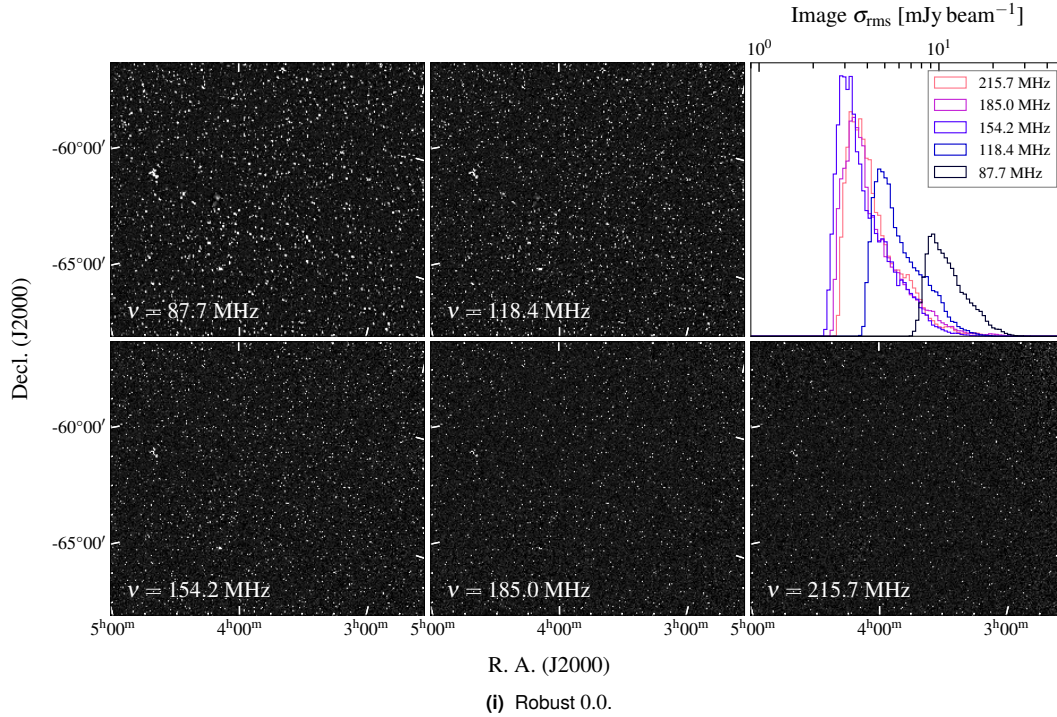 Image σrms [mJy beam−1]
10^0 10^1
215.7 MHz
185.0 MHz
154.2 MHz
118.4 MHz
87.7 MHz
-60°00′
-65°00′
ν = 87.7 MHz
ν = 118.4 MHz
Decl. (J2000)
-60°00′
-65°00′
ν = 154.2 MHz
ν = 185.0 MHz
ν = 215.7 MHz
5h00m 4h00m 3h00m 5h00m 4h00m 3h00m 5h00m 4h00m 3h00m
R. A. (J2000)
(i) Robust 0.0.